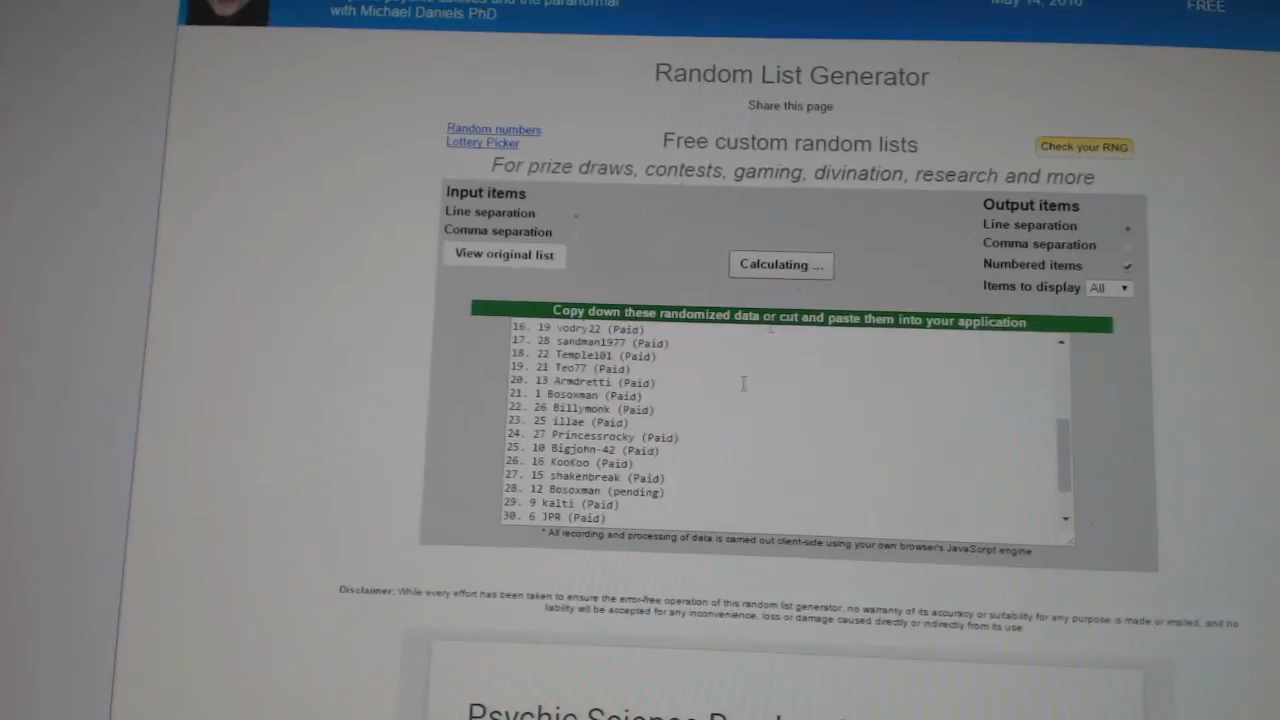 with Michael Daniels PhD
May 14, 2016
FREE
Random List Generator
Share this page
Random numbers
Lottery Picker
Free custom random lists
Check your RNG
For prize draws, contests, gaming, divination, research and more
Input items
Line separation
Comma separation
View original list
Calculating ...
Output items
Line separation
Comma separation
Numbered items
Items to display All
Copy down these randomized data or cut and paste them into your application
16. 19 vodry22 (Paid)
17. 28 sandman1977 (Paid)
18. 22 Temple101 (Paid)
19. 21 Teo77 (Paid)
20. 13 Armdretti (Paid)
21. 1 Bosoxman (Paid)
22. 26 Billymonk (Paid)
23. 25 illae (Paid)
24. 27 Princessrocky (Paid)
25. 10 Bigjohn-42 (Paid)
26. 16 KooKoo (Paid)
27. 15 shakenbreak (Paid)
28. 12 Bosoxman (pending)
29. 9 kalti (Paid)
30. 6 JPR (Paid)
* All recording and processing of data is carried out client-side using your own browser's JavaScript engine
Disclaimer: While every effort has been taken to ensure the error-free operation of this random list generator, no warranty of its accuracy or suitability for any purpose is made or implied, and no
liability will be accepted for any inconvenience, loss or damage caused directly or indirectly from its use
Psychic Science